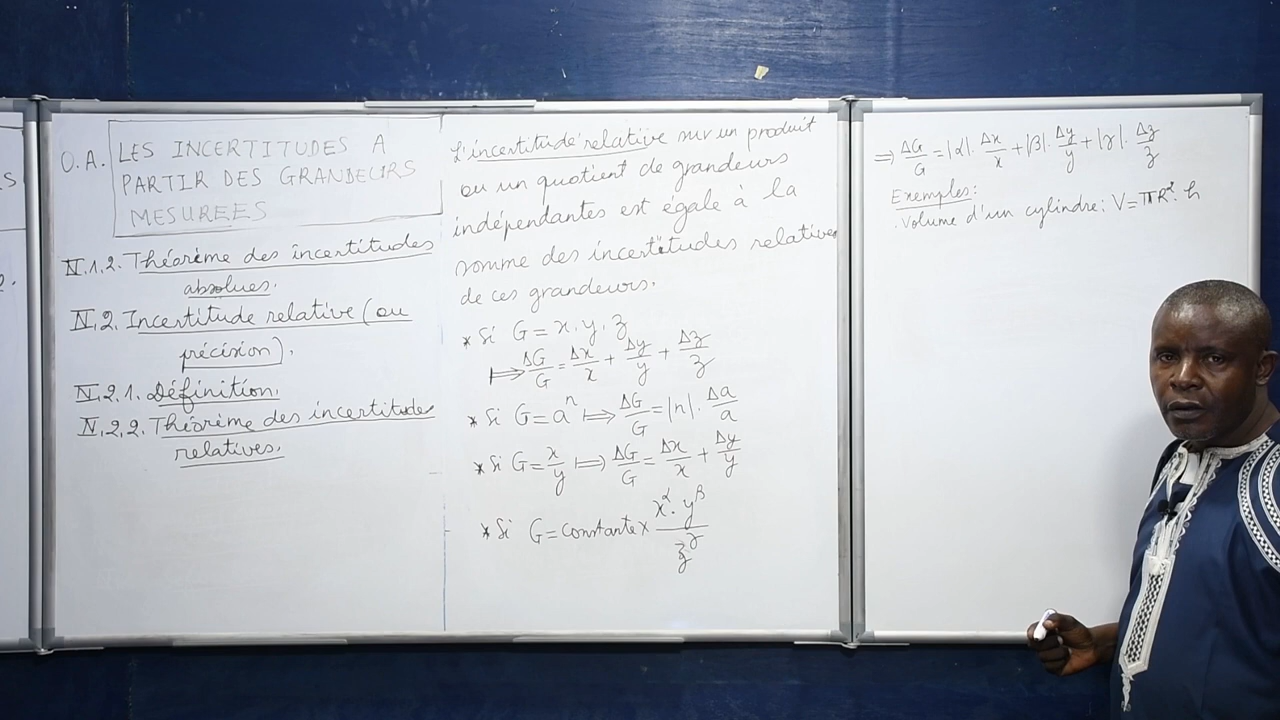 S
2.
O.A. LES INCERTITUDES A
PARTIR DES GRANDEURS
MESUREES
IV.1.2. Théorème des incertitudes
absolues.
IV.2. Incertitude relative (ou
précision).
IV.2.1. Définition.
IV.2.2. Théorème des incertitudes
relatives.
L'incertitude relative sur un produit
ou un quotient de grandeurs
indépendantes est égale à la
somme des incertitudes relatives
de ces grandeurs.
* Si G = x.y.z
⟹ ΔG/G = Δx/x + Δy/y + Δz/z
* Si G = aⁿ ⟹ ΔG/G = |n|. Δa/a
* Si G = x/y ⟹ ΔG/G = Δx/x + Δy/y
* Si G = constante x x^α . y^β / z^γ
⟹ ΔG/G = |α|. Δx/x + |β|. Δy/y + |γ|. Δz/z
Exemples:
. Volume d'un cylindre: V = πR². h